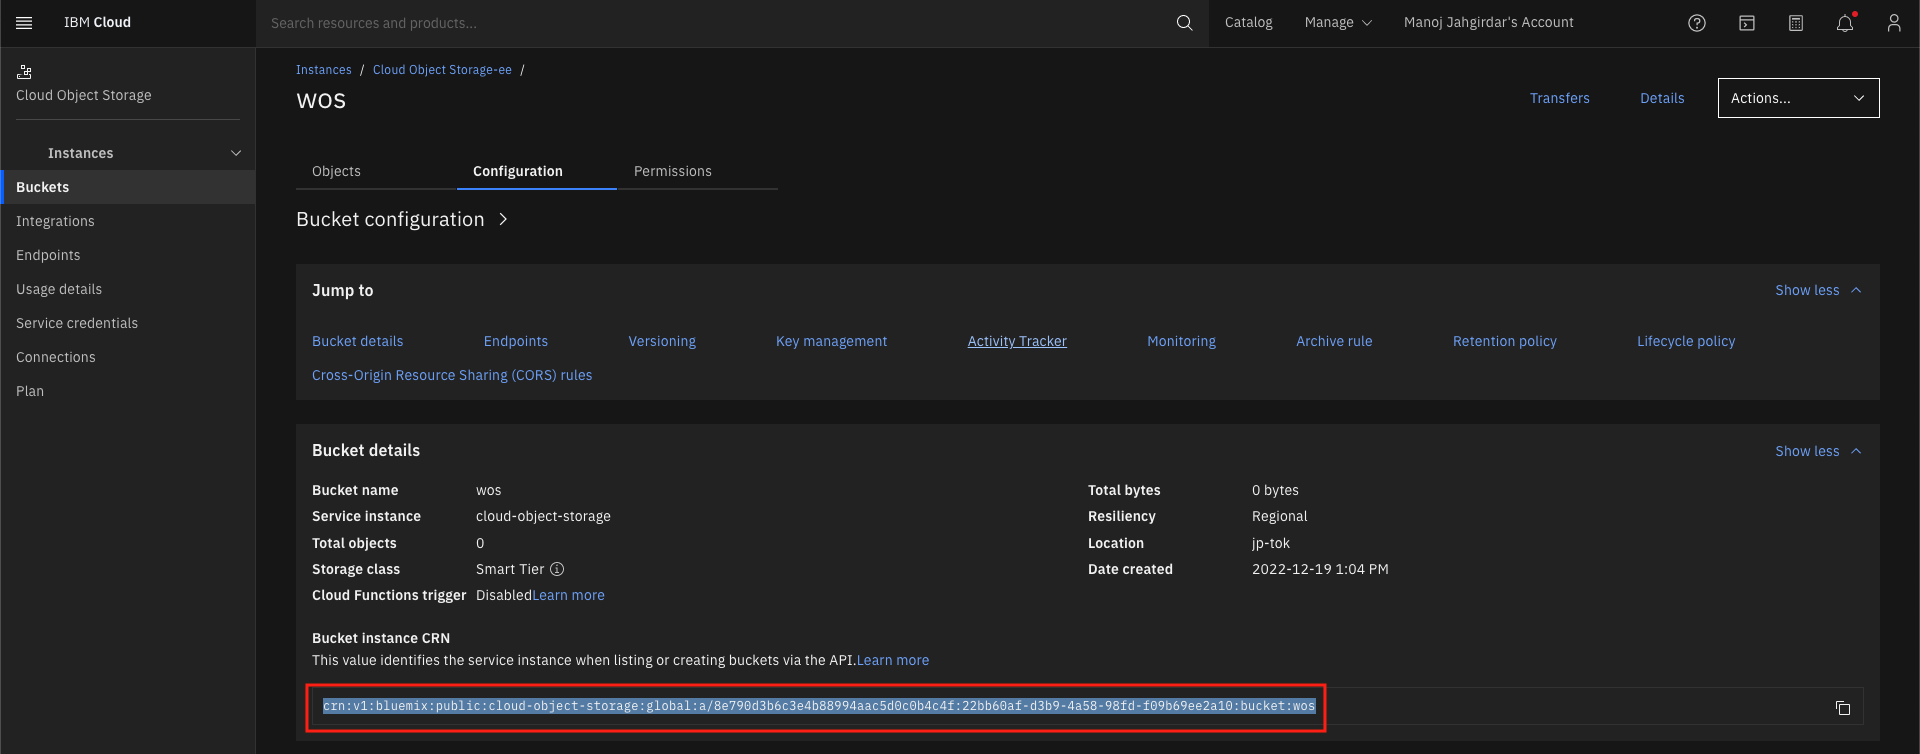 IBM Cloud
Search resources and products...
Catalog
Manage
Manoj Jahgirdar's Account
Cloud Object Storage
Instances
Buckets
Integrations
Endpoints
Usage details
Service credentials
Connections
Plan
Instances / Cloud Object Storage-ee /
wos
Transfers
Details
Actions...
Objects
Configuration
Permissions
Bucket configuration
Jump to
Show less
Bucket details
Endpoints
Versioning
Key management
Activity Tracker
Monitoring
Archive rule
Retention policy
Lifecycle policy
Cross-Origin Resource Sharing (CORS) rules
Bucket details
Show less
Bucket name wos
Service instance cloud-object-storage
Total objects 0
Storage class Smart Tier
Cloud Functions trigger DisabledLearn more
Total bytes 0 bytes
Resiliency Regional
Location jp-tok
Date created 2022-12-19 1:04 PM
Bucket instance CRN
This value identifies the service instance when listing or creating buckets via the API.Learn more
crn:v1:bluemix:public:cloud-object-storage:global:a/8e790d3b6c3e4b88994aac5d0c0b4c4f:22bb60af-d3b9-4a58-98fd-f09b69ee2a10:bucket:wos